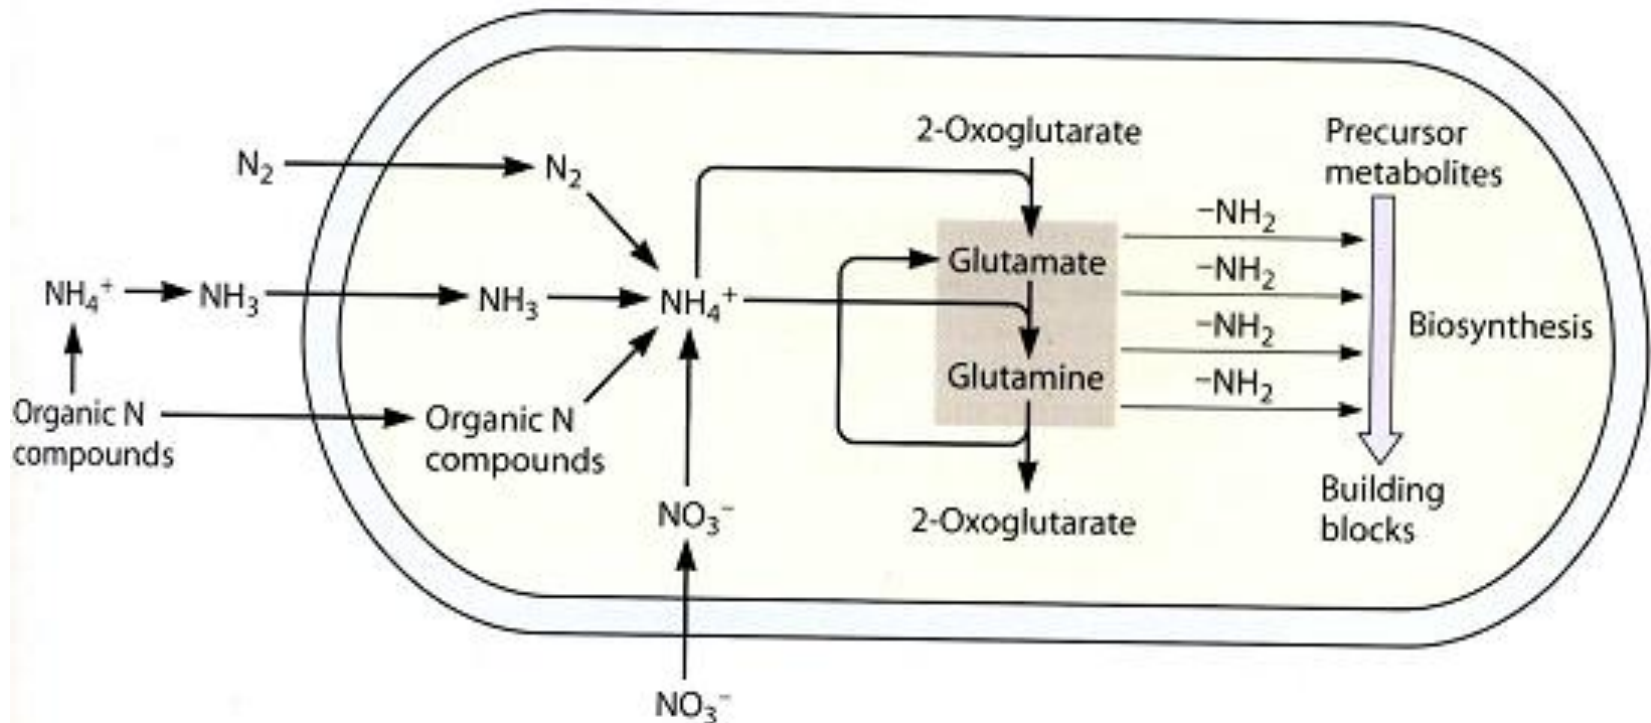 2-Oxoglutarate
Precursor
metabolites
N₂
N₂
–NH₂
Glutamate
–NH₂
NH₄⁺
NH₃
NH₃
NH₄⁺
–NH₂
Biosynthesis
Glutamine
–NH₂
Organic N
compounds
Organic N
compounds
Building
blocks
NO₃⁻
2-Oxoglutarate
NO₃⁻